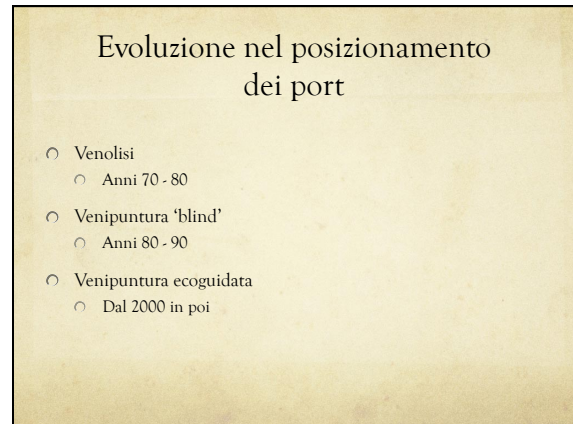 Evoluzione nel posizionamento
dei port
Venolisi
Anni 70 - 80
Venipuntura ‘blind’
Anni 80 - 90
Venipuntura ecoguidata
Dal 2000 in poi